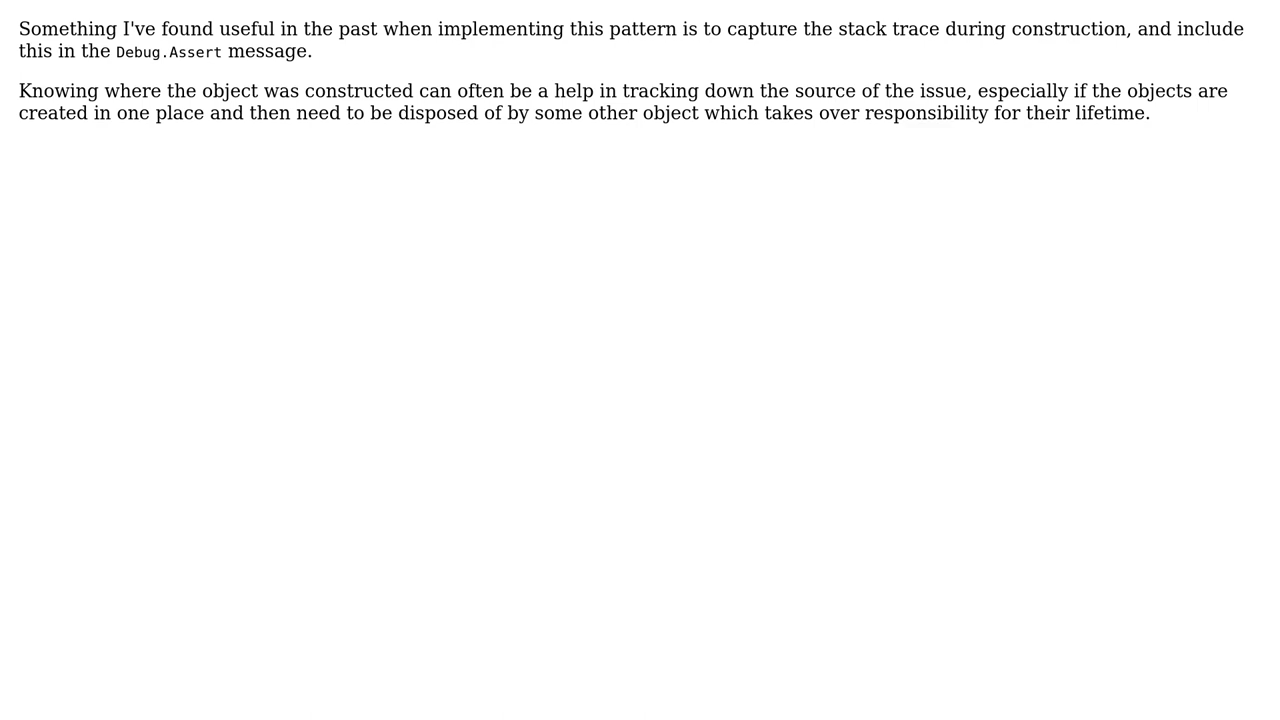 Something I've found useful in the past when implementing this pattern is to capture the stack trace during construction, and include
this in the Debug.Assert message.
Knowing where the object was constructed can often be a help in tracking down the source of the issue, especially if the objects are
created in one place and then need to be disposed of by some other object which takes over responsibility for their lifetime.